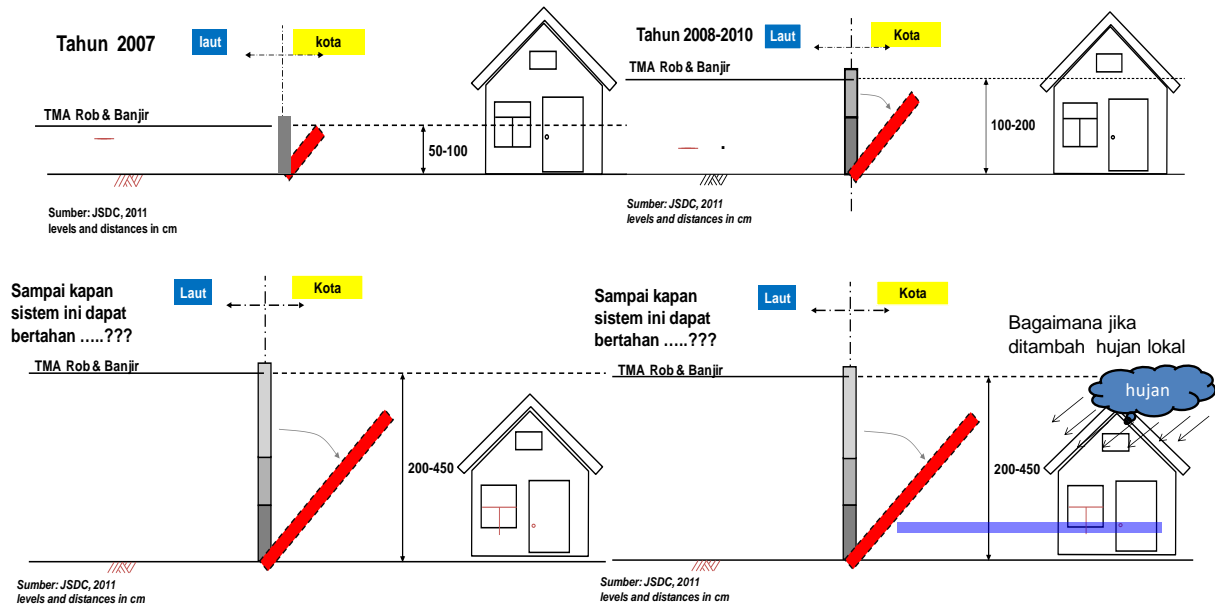 Tahun 2007
laut
kota
TMA Rob & Banjir
50-100
Sumber: JSDC, 2011
levels and distances in cm
Tahun 2008-2010
Laut
Kota
TMA Rob & Banjir
100-200
Sumber: JSDC, 2011
levels and distances in cm
Sampai kapan
sistem ini dapat
bertahan .....???
Laut
Kota
TMA Rob & Banjir
200-450
Sumber: JSDC, 2011
levels and distances in cm
Sampai kapan
sistem ini dapat
bertahan .....???
Laut
Kota
Bagaimana jika
ditambah hujan lokal
hujan
TMA Rob & Banjir
200-450
Sumber: JSDC, 2011
levels and distances in cm